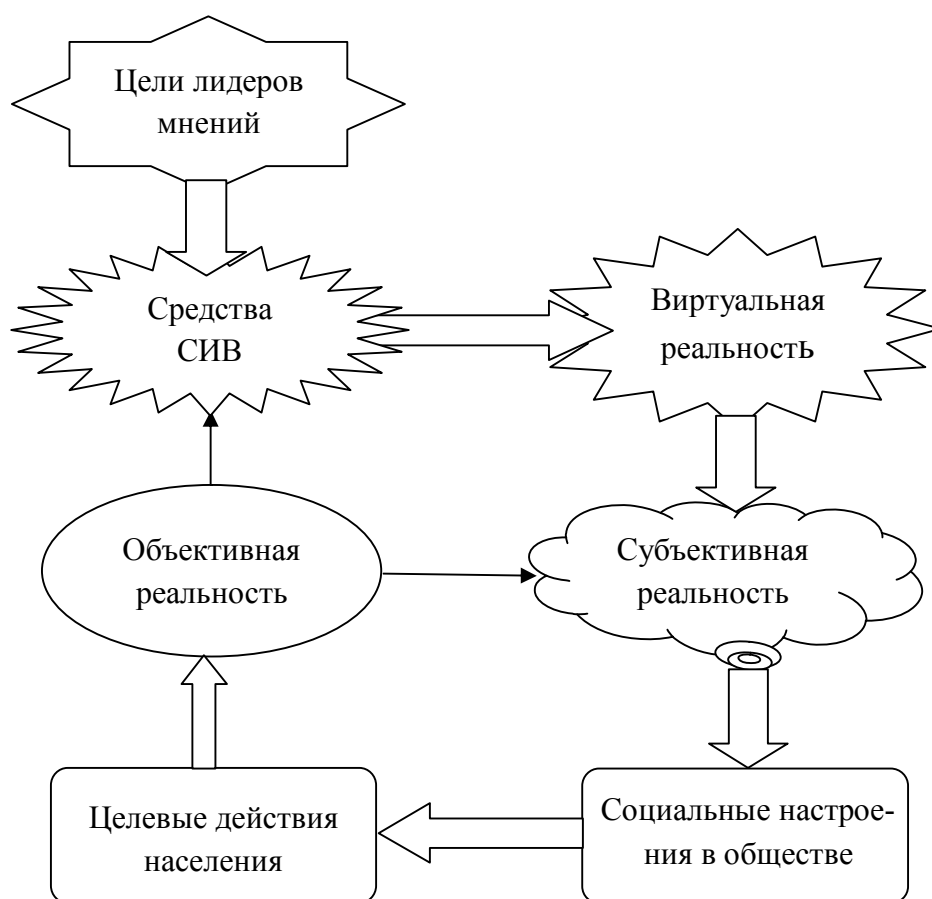 Цели лидеров
мнений
Средства
СИВ
Виртуальная
реальность
Объективная
реальность
Субъективная
реальность
Целевые действия
населения
Социальные настрое-
ния в обществе